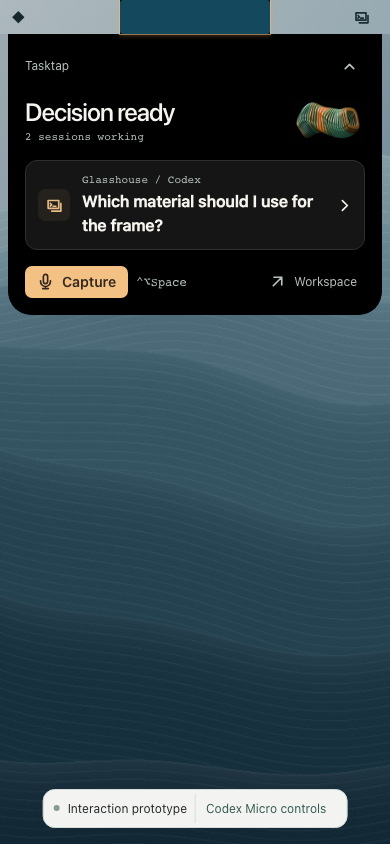 Tasktap
Decision ready
2 sessions working
Glasshouse / Codex
Which material should I use for
the frame?
Capture
^⌥Space
Workspace
Interaction prototype
Codex Micro controls